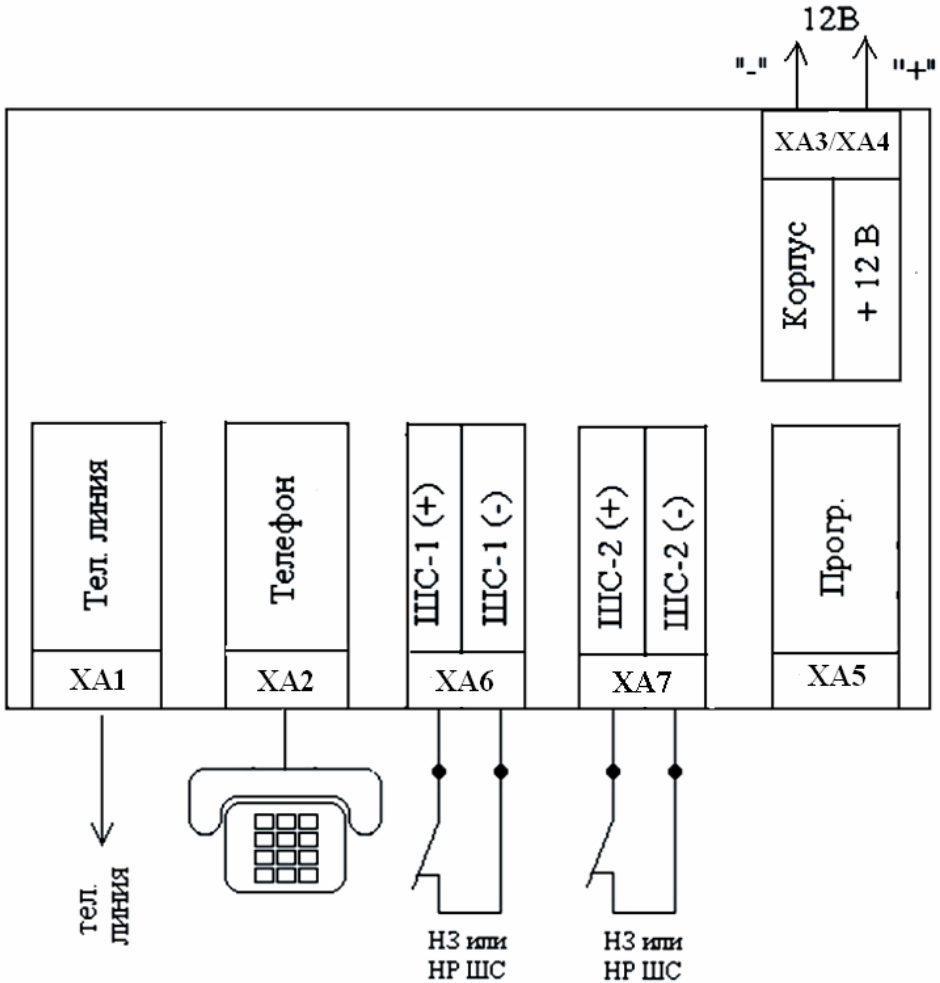 12В
"-"
"+"
ХА3/ХА4
Корпус
+ 12 В
Тел. линия
Телефон
ШС-1 (+)
ШС-1 (-)
ШС-2 (+)
ШС-2 (-)
Прогр.
ХА1
ХА2
ХА6
ХА7
ХА5
тел.
линия
НЗ или
НР ШС
НЗ или
НР ШС